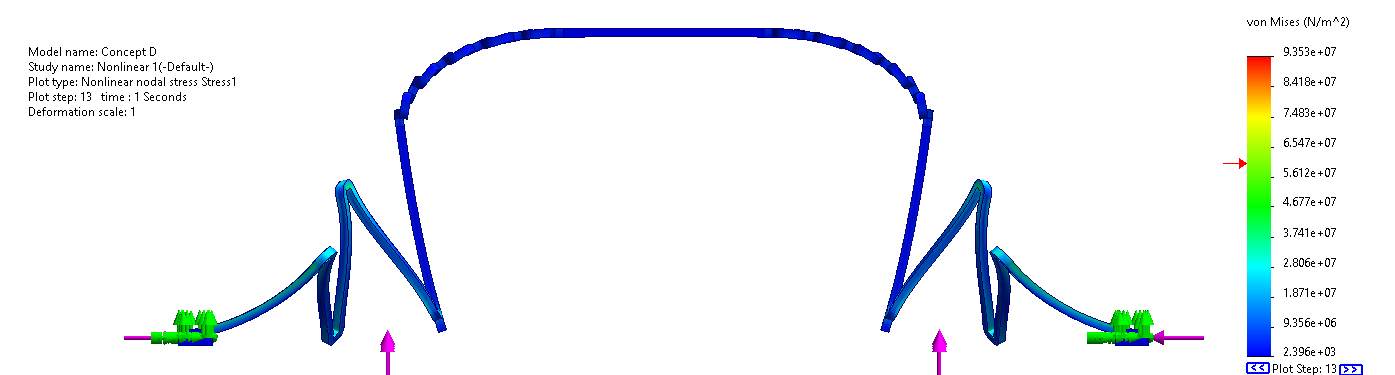 Model name: Concept D
Study name: Nonlinear 1(-Default-)
Plot type: Nonlinear nodal stress Stress1
Plot step: 13 time : 1 Seconds
Deformation scale: 1
von Mises (N/m^2)
9.353e+07
8.418e+07
7.483e+07
6.547e+07
5.612e+07
4.677e+07
3.741e+07
2.806e+07
1.871e+07
9.356e+06
2.396e+03
<< Plot Step: 13 >>